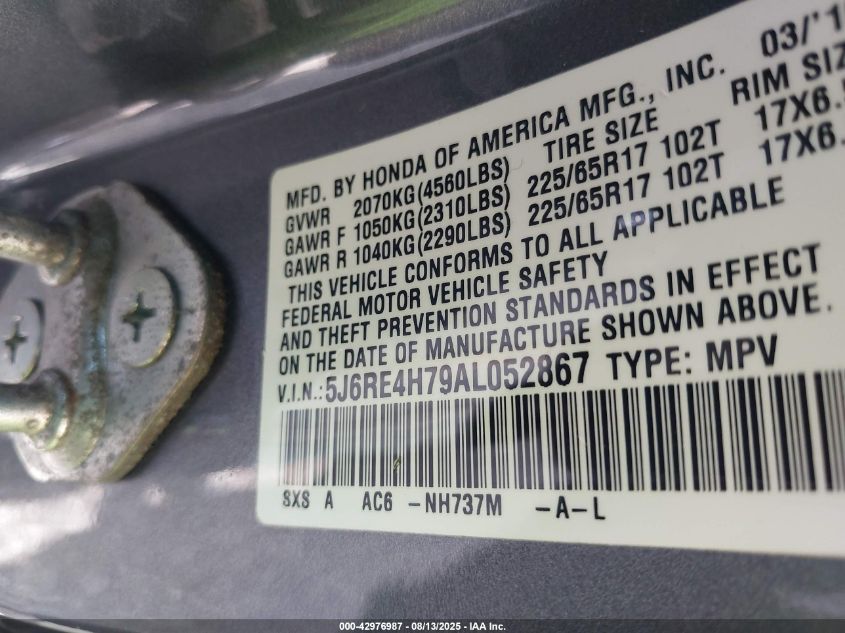 MFD. BY HONDA OF AMERICA MFG., INC. 03/'1
GVWR 2070KG(4560LBS) TIRE SIZE RIM SIZ
GAWR F 1050KG(2310LBS) 225/65R17 102T 17X6.
GAWR R 1040KG(2290LBS) 225/65R17 102T 17X6.
THIS VEHICLE CONFORMS TO ALL APPLICABLE
FEDERAL MOTOR VEHICLE SAFETY
AND THEFT PREVENTION STANDARDS IN EFFECT
ON THE DATE OF MANUFACTURE SHOWN ABOVE.
V.I.N.: 5J6RE4H79AL052867 TYPE: MPV
SXS A AC6 -NH737M -A-L
000-42976987 - 08/13/2025 - IAA Inc.